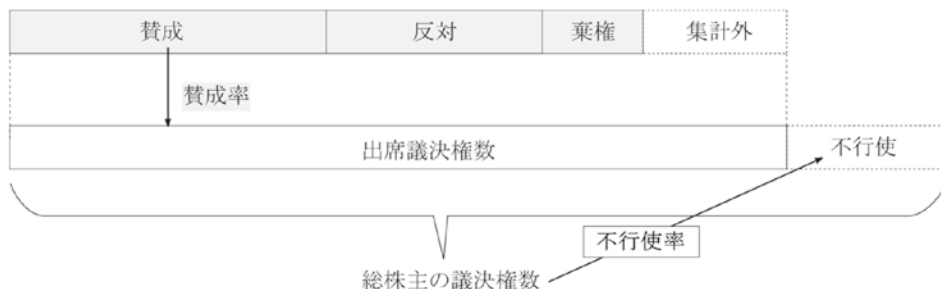 賛成 反対 棄権 集計外
賛成率
出席議決権数 不行使
不行使率
総株主の議決権数